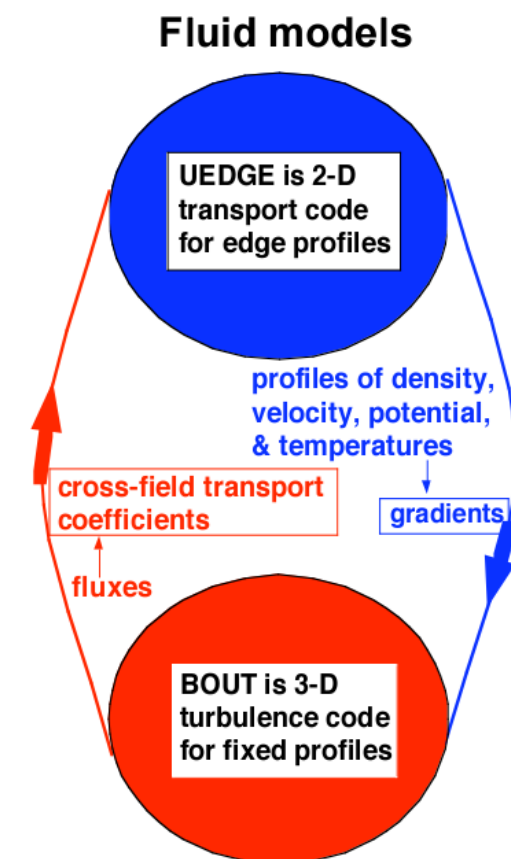 Fluid models
UEDGE is 2-D
transport code
for edge profiles
profiles of density,
velocity, potential,
& temperatures
cross-field transport
coefficients
gradients
fluxes
BOUT is 3-D
turbulence code
for fixed profiles